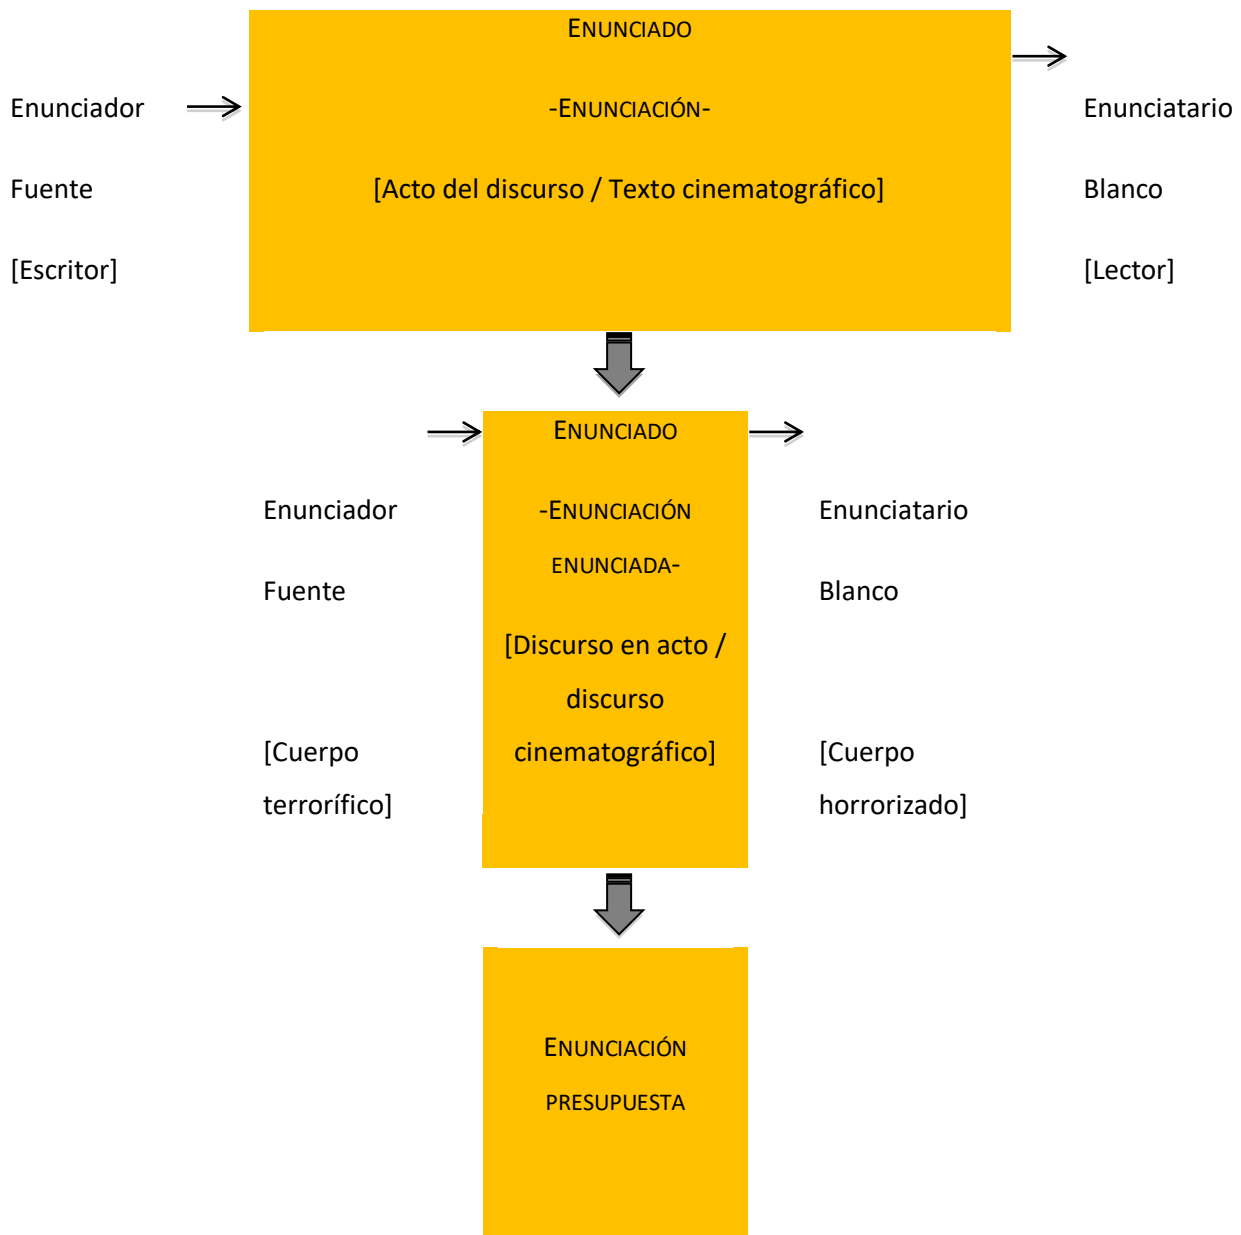 ENUNCIADO
Enunciador
-ENUNCIACIÓN-
Enunciatario
Fuente
[Acto del discurso / Texto cinematográfico]
Blanco
[Escritor]
[Lector]
ENUNCIADO
Enunciador
-ENUNCIACIÓN
Enunciatario
ENUNCIADA-
Fuente
Blanco
[Discurso en acto /
discurso
[Cuerpo
cinematográfico]
[Cuerpo
terrorífico]
horrorizado]
ENUNCIACIÓN
PRESUPUESTA